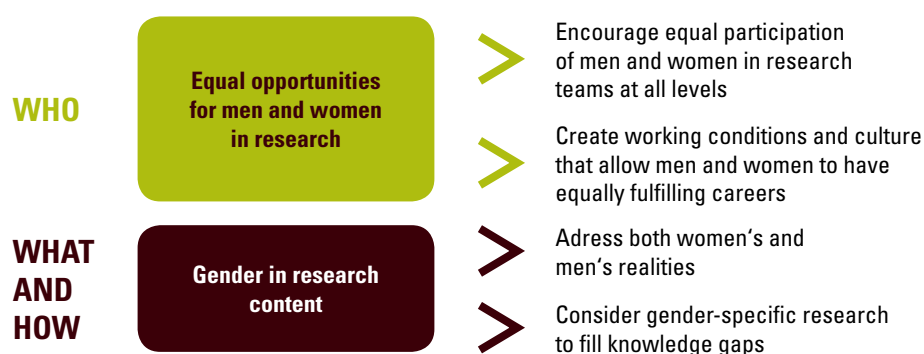 WHO
Equal opportunities
for men and women
in research
Encourage equal participation
of men and women in research
teams at all levels
Create working conditions and culture
that allow men and women to have
equally fulfilling careers
WHAT
AND
HOW
Gender in research
content
Adress both women‘s and
men‘s realities
Consider gender-specific research
to fill knowledge gaps